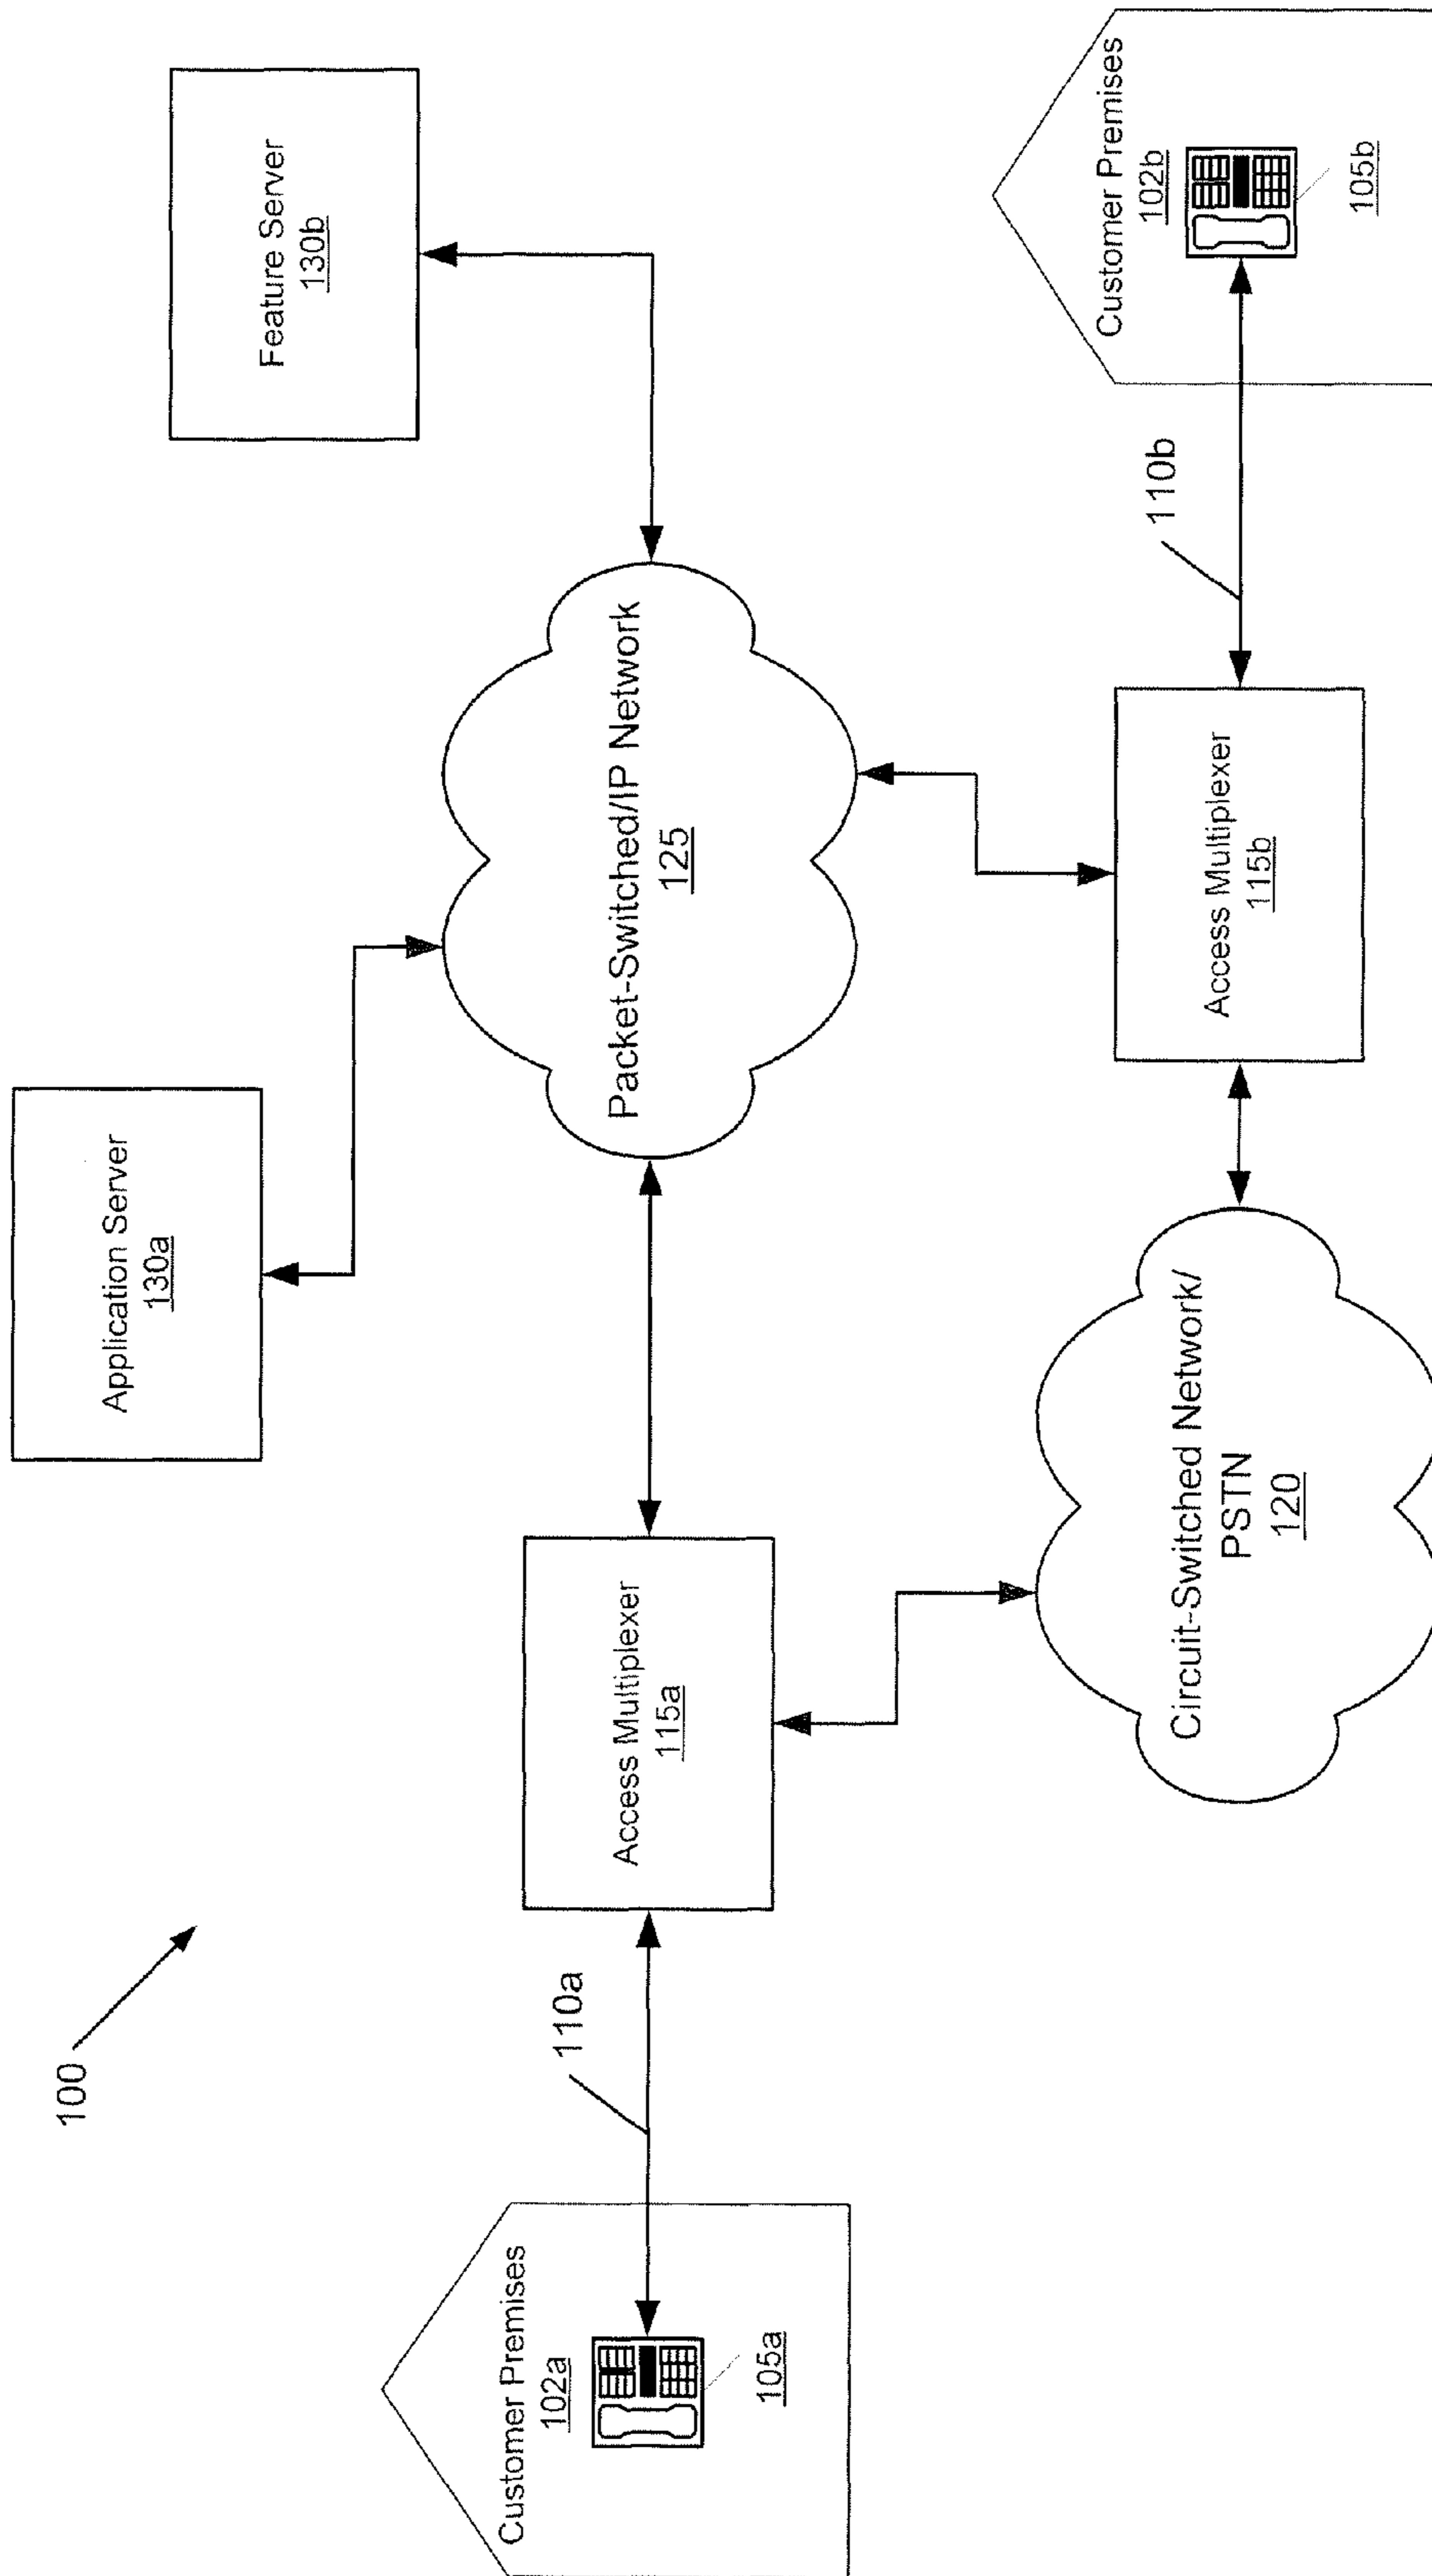 100
Application Server
130a
Feature Server
130b
Packet-Switched/IP Network
125
Customer Premises
102a
105a
110a
Access Multiplexer
115a
Circuit-Switched Network/
PSTN
120
Access Multiplexer
115b
110b
Customer Premises
102b
105b